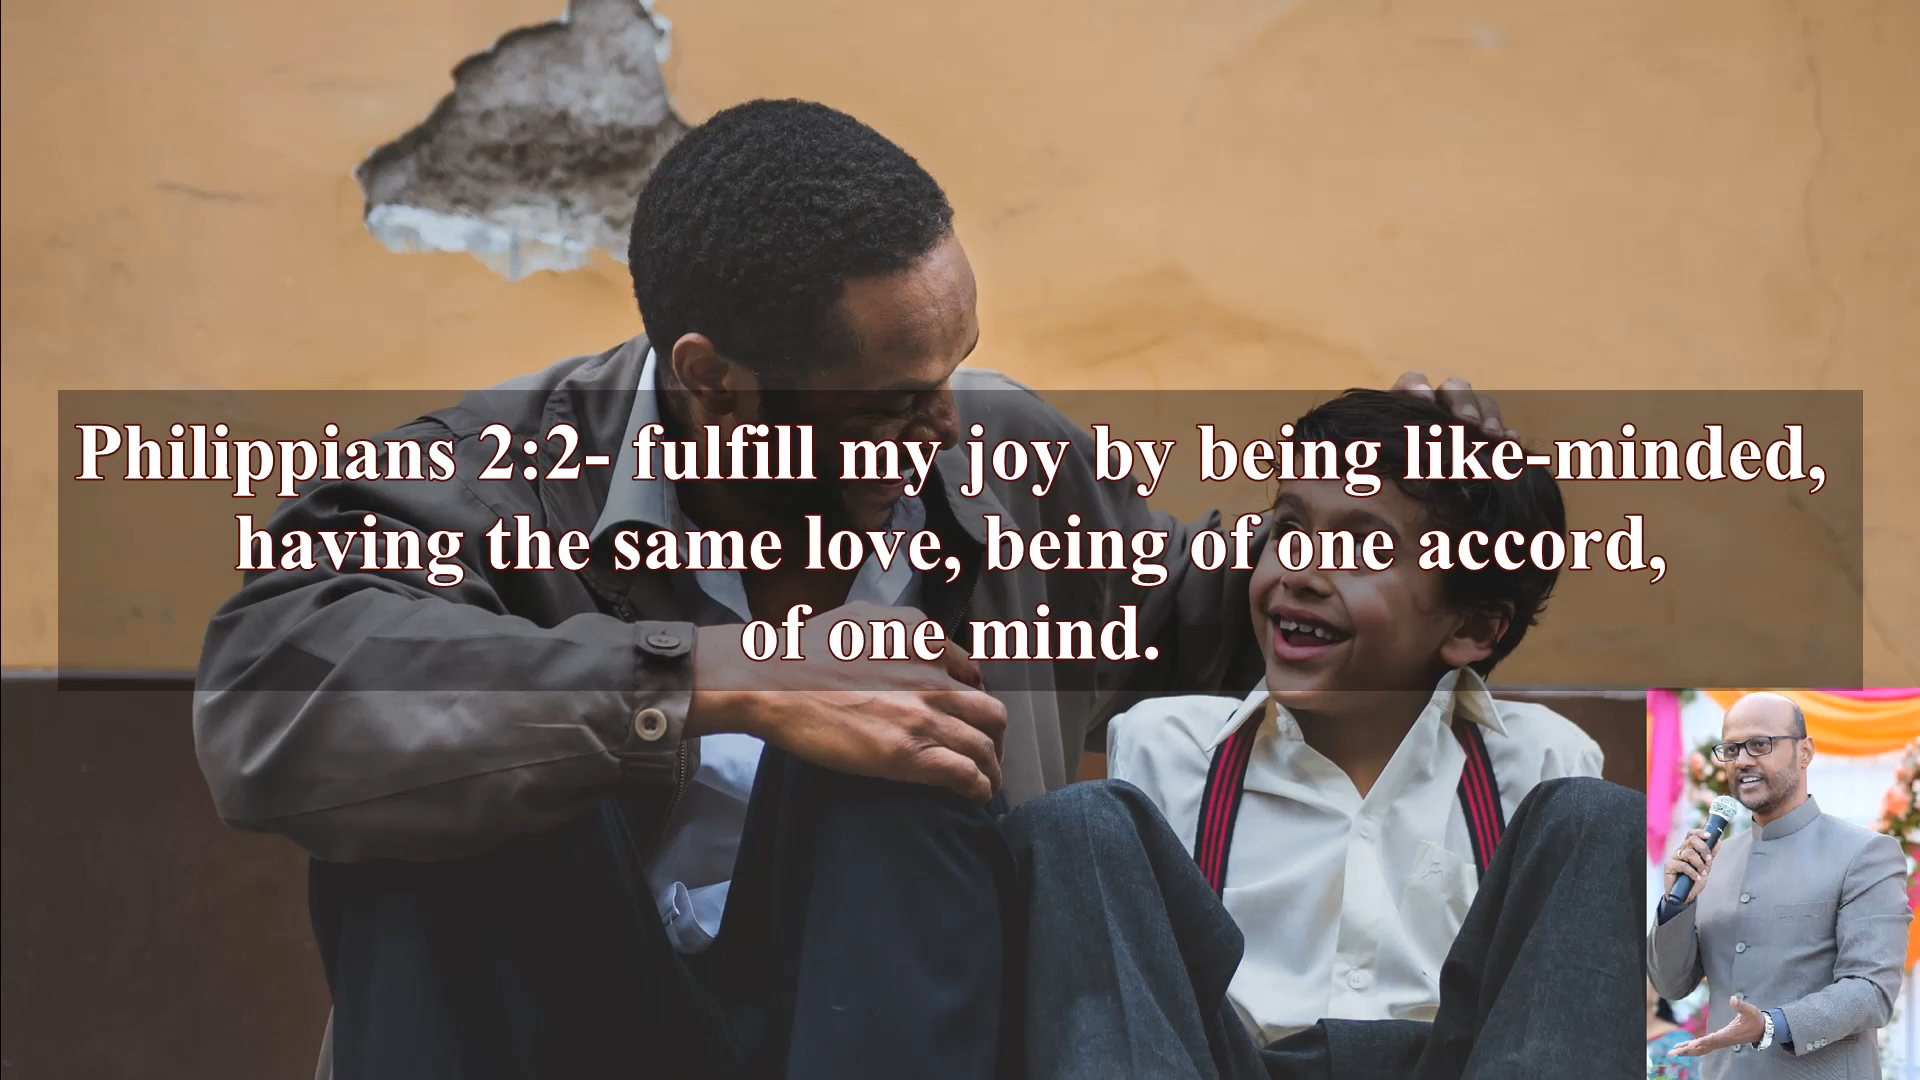 Philippians 2:2- fulfill my joy by being like-minded,
having the same love, being of one accord,
of one mind.